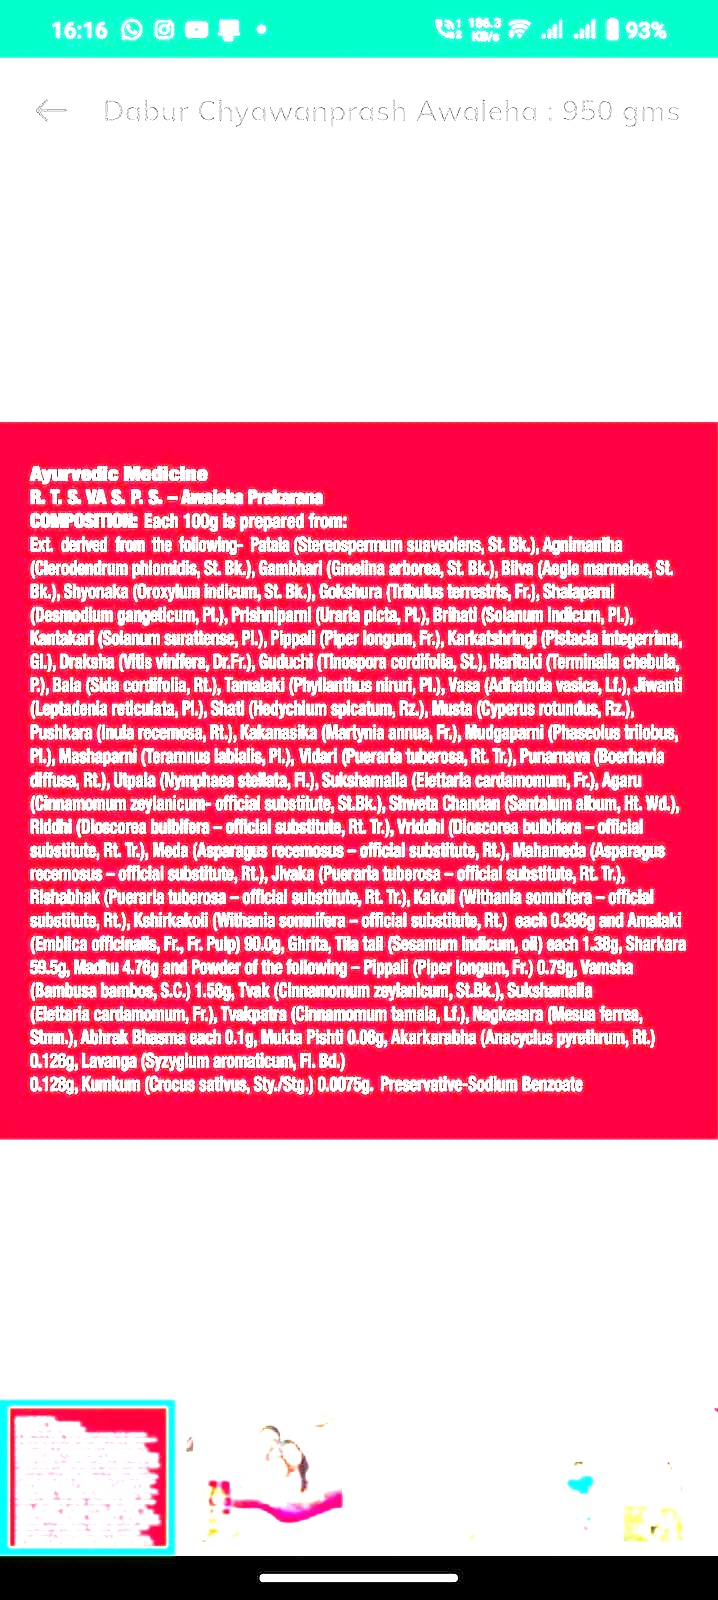 16:16
186.3 KB/s
93%
Dabur Chyawanprash Awaleha : 950 gms
Ayurvedic Medicine
R. T. S. VA S. P. S. – Awaleha Prakarana
COMPOSITION: Each 100g is prepared from:
Ext. derived from the following- Patala (Stereospermum suaveolens, St. Bk.), Agnimantha
(Clerodendrum phlomidis, St. Bk.), Gambhari (Gmelina arborea, St. Bk.), Bilva (Aegle marmelos, St.
Bk.), Shyonaka (Oroxylum indicum, St. Bk.), Gokshura (Tribulus terrestris, Fr.), Shalaparni
(Desmodium gangeticum, Pl.), Prishniparni (Uraria picta, Pl.), Brihati (Solanum indicum, Pl.),
Kantakari (Solanum surattense, Pl.), Pippali (Piper longum, Fr.), Karkatshringi (Pistacia integerrima,
Gl.), Draksha (Vitis vinifera, Dr.Fr.), Guduchi (Tinospora cordifolia, St.), Haritaki (Terminalia chebula,
P.), Bala (Sida cordifolia, Rt.), Tamalaki (Phyllanthus niruri, Pl.), Vasa (Adhatoda vasica, Lf.), Jiwanti
(Leptadenia reticulata, Pl.), Shati (Hedychium spicatum, Rz.), Musta (Cyperus rotundus, Rz.),
Pushkara (Inula recemosa, Rt.), Kakanasika (Martynia annua, Fr.), Mudgaparni (Phaseolus trilobus,
Pl.), Mashaparni (Teramnus labialis, Pl.), Vidari (Pueraria tuberosa, Rt. Tr.), Punarnava (Boerhavia
diffusa, Rt.), Utpala (Nymphaea stellata, Fl.), Sukshamaila (Elettaria cardamomum, Fr.), Agaru
(Cinnamomum zeylanicum- official substitute, St.Bk.), Shweta Chandan (Santalum album, Ht. Wd.),
Riddhi (Dioscorea bulbifera – official substitute, Rt. Tr.), Vriddhi (Dioscorea bulbifera – official
substitute, Rt. Tr.), Meda (Asparagus recemosus – official substitute, Rt.), Mahameda (Asparagus
recemosus – official substitute, Rt.), Jivaka (Pueraria tuberosa – official substitute, Rt. Tr.),
Rishabhak (Pueraria tuberosa – official substitute, Rt. Tr.), Kakoli (Withania somnifera – official
substitute, Rt.), Kshirkakoli (Withania somnifera – official substitute, Rt.) each 0.396g and Amalaki
(Emblica officinalis, Fr., Fr. Pulp) 90.0g, Ghrita, Tila tail (Sesamum indicum, oil) each 1.38g, Sharkara
59.5g, Madhu 4.76g and Powder of the following – Pippali (Piper longum, Fr.) 0.79g, Vamsha
(Bambusa bambos, S.C.) 1.58g, Tvak (Cinnamomum zeylanicum, St.Bk.), Sukshamaila
(Elettaria cardamomum, Fr.), Tvakpatra (Cinnamomum tamala, Lf.), Nagkesara (Mesua ferrea,
Stmn.), Abhrak Bhasma each 0.1g, Mukta Pishti 0.06g, Akarkarabha (Anacyclus pyrethrum, Rt.)
0.126g, Lavanga (Syzygium aromaticum, Fl. Bd.)
0.126g, Kumkum (Crocus sativus, Sty./Stg.) 0.0075g. Preservative-Sodium Benzoate